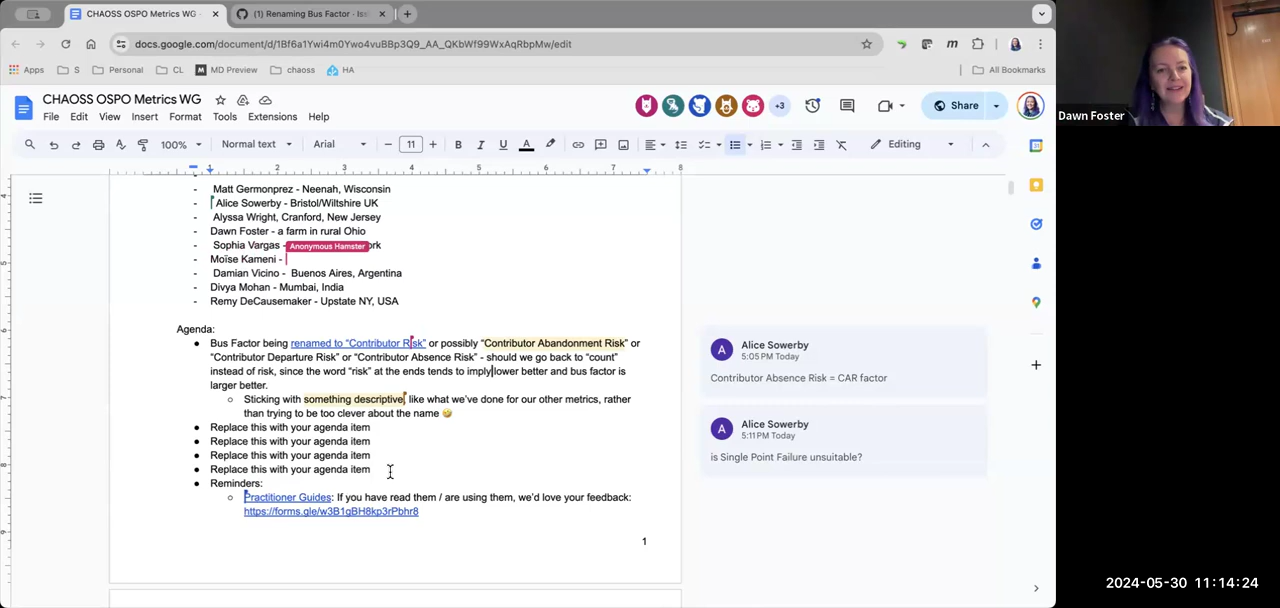 CHAOSS OSPO Metrics WG -
(1) Renaming Bus Factor · Iss
docs.google.com/document/d/1Bf6a1Ywi4m0Ywo4vuBBp3Q9_AA_QKbWf99WxAqRbpMw/edit
Apps
S
Personal
CL
MD Preview
chaoss
HA
All Bookmarks
CHAOSS OSPO Metrics WG
File Edit View Insert Format Tools Extensions Help
+3
Share
100%
Normal text
Arial
11
Editing
1 2 3 4 5 6 7 8
- Matt Germonprez - Neenah, Wisconsin
- Alice Sowerby - Bristol/Wiltshire UK
- Alyssa Wright, Cranford, New Jersey
- Dawn Foster - a farm in rural Ohio
- Sophia Vargas - ork
Anonymous Hamster
- Moïse Kameni -
- Damian Vicino - Buenos Aires, Argentina
- Divya Mohan - Mumbai, India
- Remy DeCausemaker - Upstate NY, USA
Agenda:
● Bus Factor being renamed to “Contributor Risk” or possibly “Contributor Abandonment Risk” or
“Contributor Departure Risk” or “Contributor Absence Risk” - should we go back to “count”
instead of risk, since the word “risk” at the ends tends to imply lower better and bus factor is
larger better.
○ Sticking with something descriptive, like what we’ve done for our other metrics, rather
than trying to be too clever about the name 🤣
● Replace this with your agenda item
● Replace this with your agenda item
● Replace this with your agenda item
● Replace this with your agenda item
● Reminders:
○ Practitioner Guides: If you have read them / are using them, we’d love your feedback:
https://forms.gle/w3B1gBH8kp3rPbhr8
1
A
Alice Sowerby
5:05 PM Today
Contributor Absence Risk = CAR factor
A
Alice Sowerby
5:11 PM Today
is Single Point Failure unsuitable?
Dawn Foster
2024-05-30 11:14:24